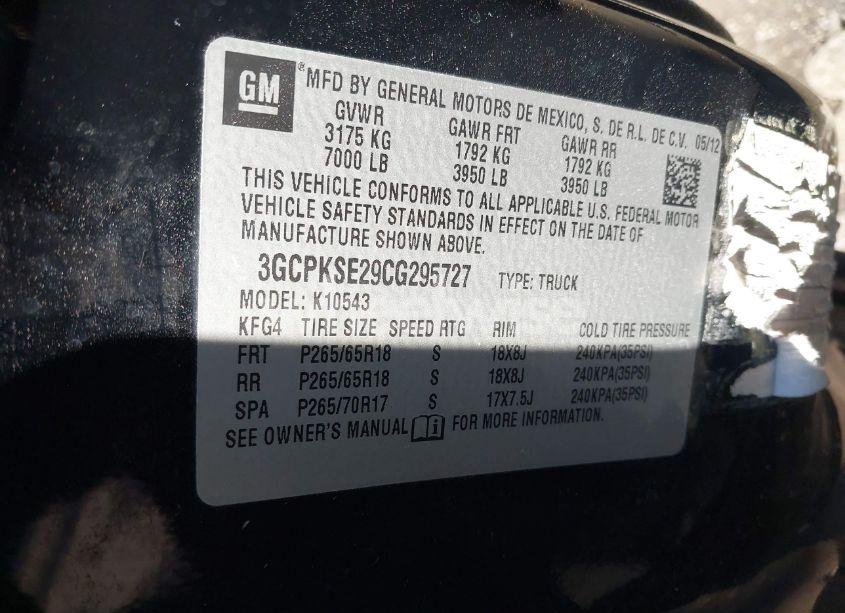 GM
® MFD BY GENERAL MOTORS DE MEXICO, S. DE R.L. DE C.V. 05/12
GVWR GAWR FRT GAWR RR
3175 KG 1792 KG 1792 KG
7000 LB 3950 LB 3950 LB
THIS VEHICLE CONFORMS TO ALL APPLICABLE U.S. FEDERAL MOTOR
VEHICLE SAFETY STANDARDS IN EFFECT ON THE DATE OF
MANUFACTURE SHOWN ABOVE.
3GCPKSE29CG295727 TYPE: TRUCK
MODEL: K10543
KFG4 TIRE SIZE SPEED RTG RIM COLD TIRE PRESSURE
FRT P265/65R18 S 18X8J 240KPA(35PSI)
RR P265/65R18 S 18X8J 240KPA(35PSI)
SPA P265/70R17 S 17X7.5J 240KPA(35PSI)
SEE OWNER'S MANUAL FOR MORE INFORMATION.